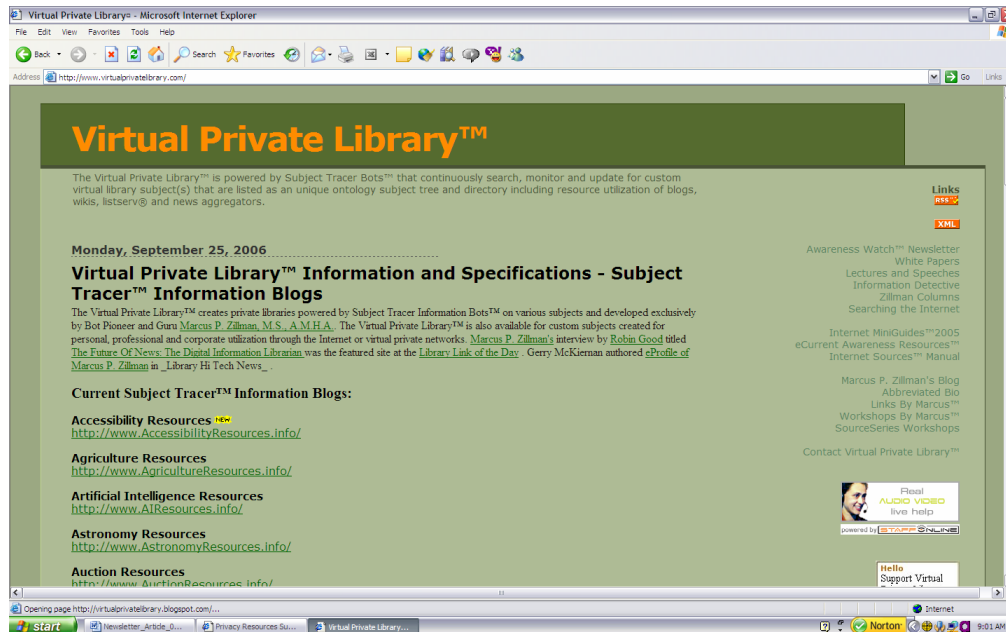 Virtual Private Library¤ - Microsoft Internet Explorer
File Edit View Favorites Tools Help
Back Search Favorites
Address http://www.virtualprivatelibrary.com/ Go Links
Virtual Private Library™
The Virtual Private Library™ is powered by Subject Tracer Bots™ that continuously search, monitor and update for custom
virtual library subject(s) that are listed as an unique ontology subject tree and directory including resource utilization of blogs,
wikis, listserv® and news aggregators.
Links
RSS
XML
Monday, September 25, 2006
Virtual Private Library™ Information and Specifications - Subject
Tracer™ Information Blogs
The Virtual Private Library™ creates private libraries powered by Subject Tracer Information Bots™ on various subjects and developed exclusively
by Bot Pioneer and Guru Marcus P. Zillman, M.S., A.M.H.A.. The Virtual Private Library™ is also available for custom subjects created for
personal, professional and corporate utilization through the Internet or virtual private networks. Marcus P. Zillman's interview by Robin Good titled
The Future Of News: The Digital Information Librarian was the featured site at the Library Link of the Day . Gerry McKiernan authored eProfile of
Marcus P. Zillman in _Library Hi Tech News_ .
Current Subject Tracer™ Information Blogs:
Accessibility Resources NEW
http://www.AccessibilityResources.info/
Agriculture Resources
http://www.AgricultureResources.info/
Artificial Intelligence Resources
http://www.AIResources.info/
Astronomy Resources
http://www.AstronomyResources.info/
Auction Resources
http://www.AuctionResources.info/
Awareness Watch™ Newsletter
White Papers
Lectures and Speeches
Information Detective
Zillman Columns
Searching the Internet
Internet MiniGuides™2005
eCurrent Awareness Resources™
Internet Sources™ Manual
Marcus P. Zillman's Blog
Abbreviated Bio
Links By Marcus™
Workshops By Marcus™
SourceSeries Workshops
Contact Virtual Private Library™
Real
AUDIO VIDEO
live help
powered by STAFF ONLINE
Hello
Support Virtual
Opening page http://virtualprivatelibrary.blogspot.com/... Internet
start Newsletter_Article_0... Privacy Resources Su... Virtual Private Library... Norton 9:01 AM